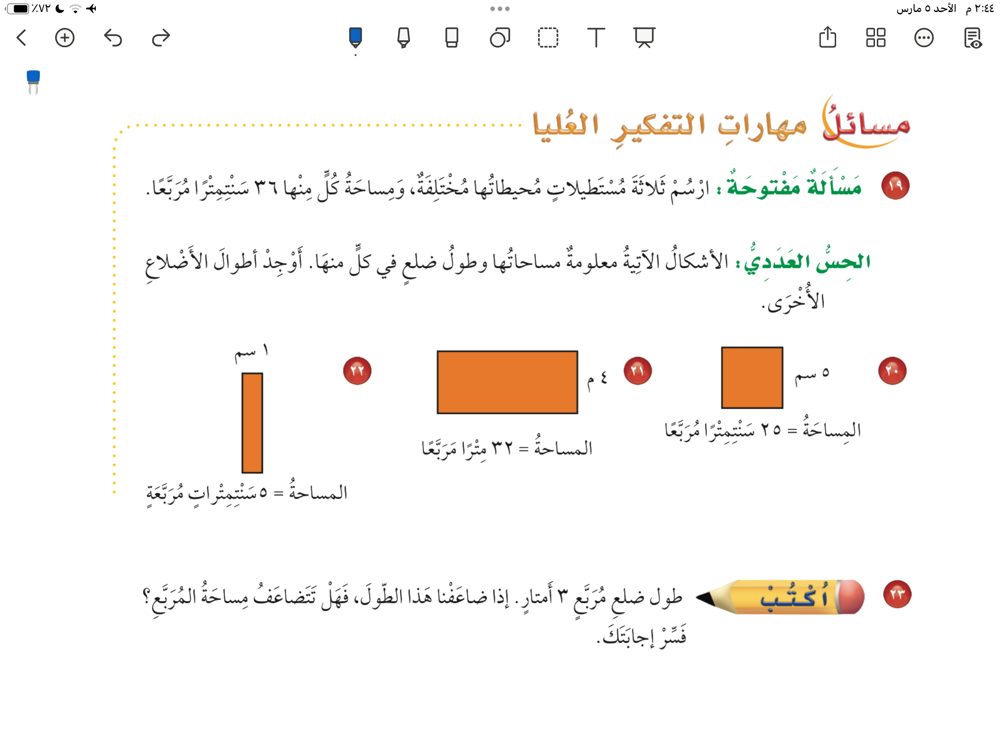 ٢:٤٤ م الأحد ٥ مارس
٪٧٢
مسائلُ مهاراتِ التفكيرِ العُليا
١٩ مَسْأَلَةٌ مَفْتوحَةٌ: ارْسُمْ ثَلاثَةَ مُسْتَطيلاتٍ مُحيطاتُها مُخْتَلِفَةٌ، وَمِساحَةُ كُلٍّ مِنْها ٣٦ سَنْتِمِتْرًا مُرَبَّعًا.
الحِسُّ العَدَدِيُّ: الأشكالُ الآتِيةُ معلومةٌ مساحاتُها وطولُ ضلعٍ في كلٍّ منهَا. أَوْجِدْ أطوالَ الأَضْلاعِ
الأُخْرَى.
٢٠ ٥ سم
المِساحَةُ = ٢٥ سَنْتِمِتْرًا مُرَبَّعًا
٢١ ٤ م
المساحةُ = ٣٢ مِتْرًا مَرَبَّعًا
٢٢ ١ سم
المساحةُ = ٥ سَنْتِمِتْراتٍ مُرَبَّعَةٍ
٢٣ اُكْتُبْ طول ضلعِ مُرَبَّعٍ ٣ أَمتارٍ. إذا ضاعَفْنا هَذا الطّولَ، فَهَلْ تَتَضاعَفُ مِساحَةُ المُرَبَّعِ؟
فَسِّرْ إجابَتَكَ.